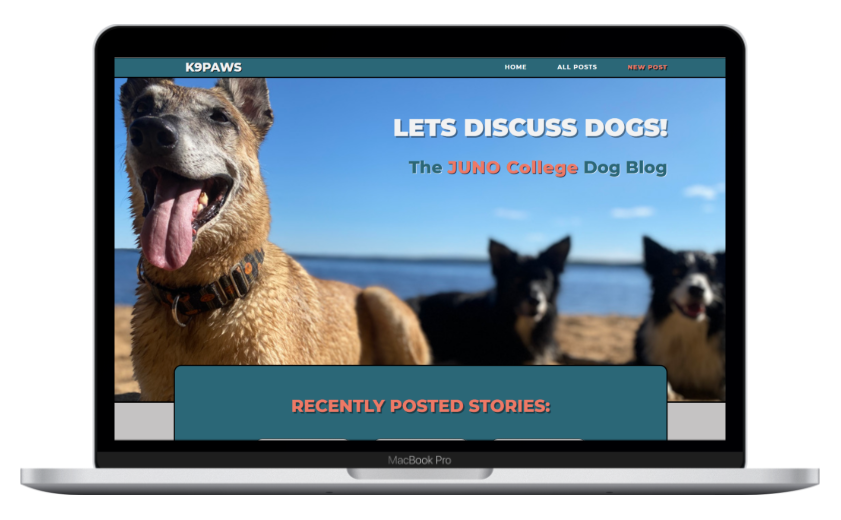 K9PAWS
HOME ALL POSTS NEW POST
LETS DISCUSS DOGS!
The JUNO College Dog Blog
RECENTLY POSTED STORIES:
MacBook Pro